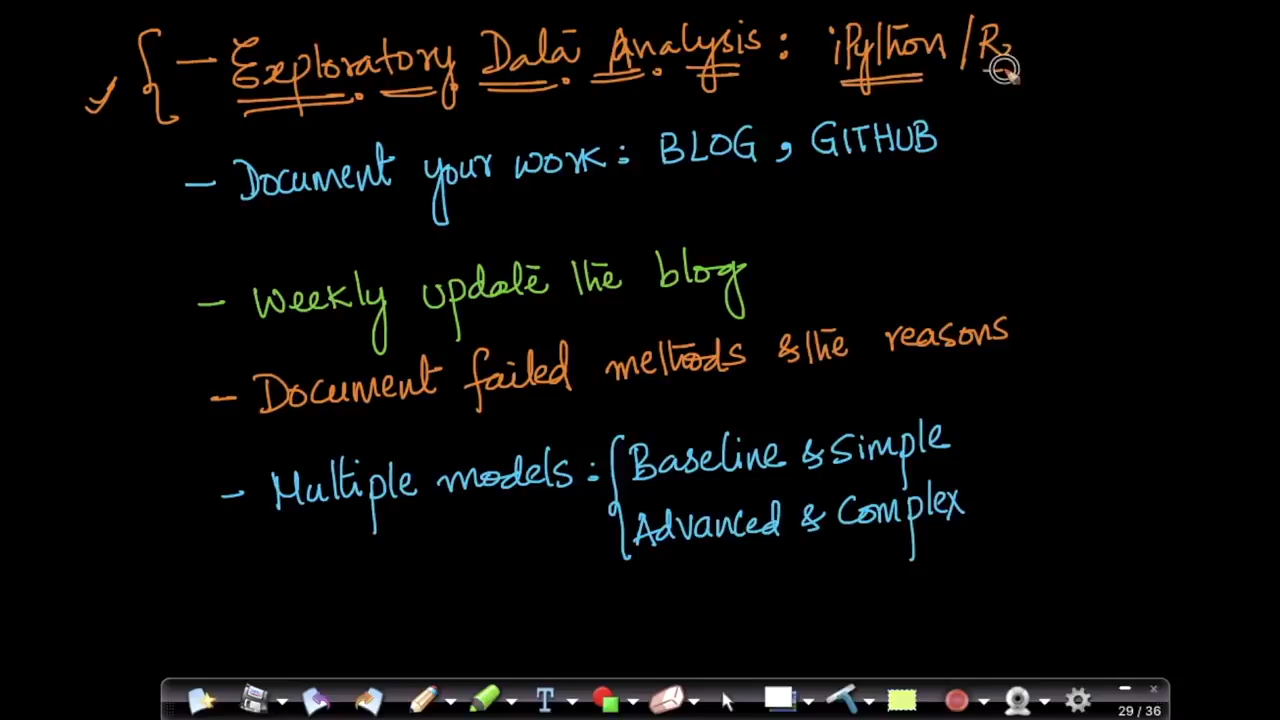 - Exploratory Data Analysis: iPython/R
- Document your work: BLOG, GITHUB
- Weekly update the blog
- Document failed methods & the reasons
- Multiple models: Baseline & Simple
Advanced & Complex
T
29 / 36